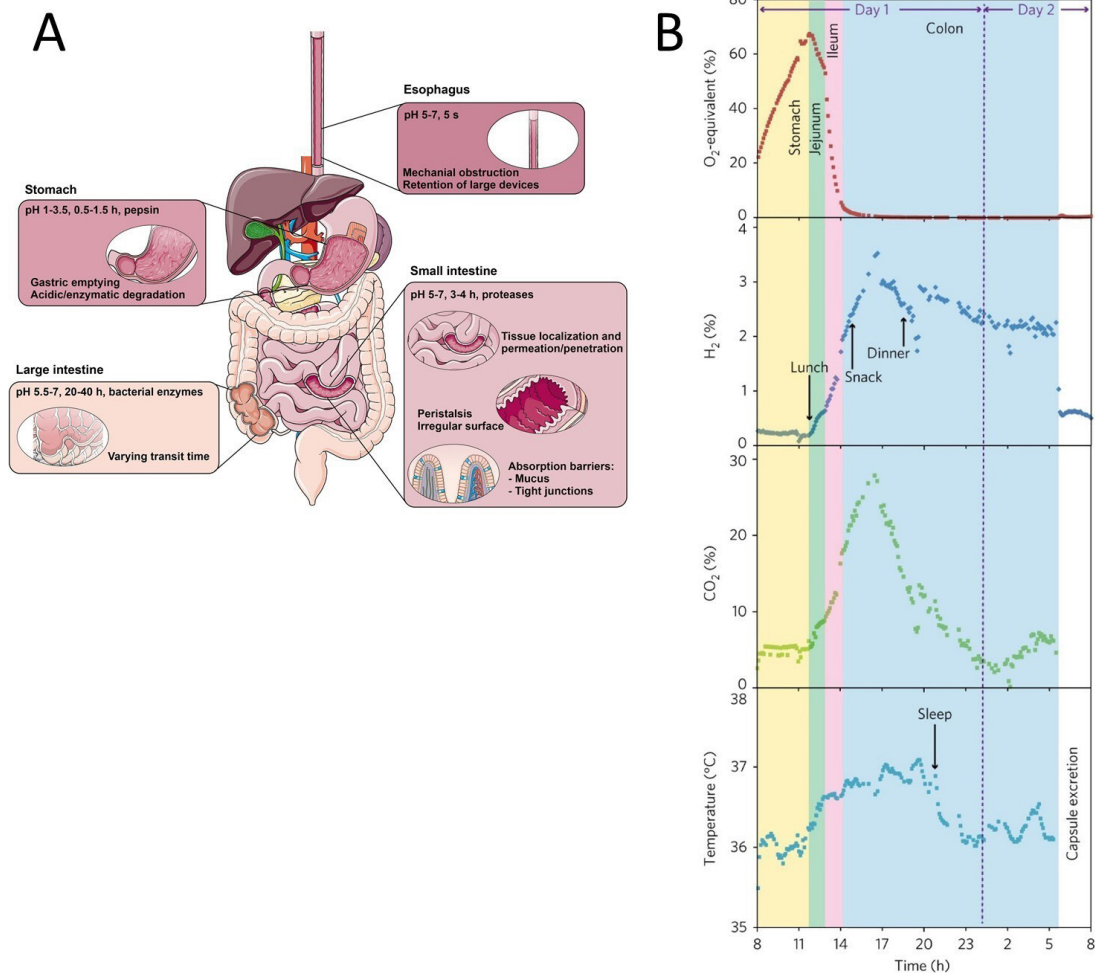 A
Esophagus
pH 5-7, 5 s
Mechanial obstruction
Retention of large devices
Stomach
pH 1-3.5, 0.5-1.5 h, pepsin
Gastric emptying
Acidic/enzymatic degradation
Small intestine
pH 5-7, 3-4 h, proteases
Tissue localization and
permeation/penetration
Peristalsis
Irregular surface
Absorption barriers:
- Mucus
- Tight junctions
Large intestine
pH 5.5-7, 20-40 h, bacterial enzymes
Varying transit time
B
Day 1
Day 2
Stomach
Jejunum
Ileum
Colon
O2-equivalent (%)
80
60
40
20
0
H2 (%)
4
3
2
1
0
Lunch
Snack
Dinner
CO2 (%)
30
20
10
0
Temperature (°C)
38
37
36
35
Sleep
Capsule excretion
8 11 14 17 20 23 2 5 8
Time (h)